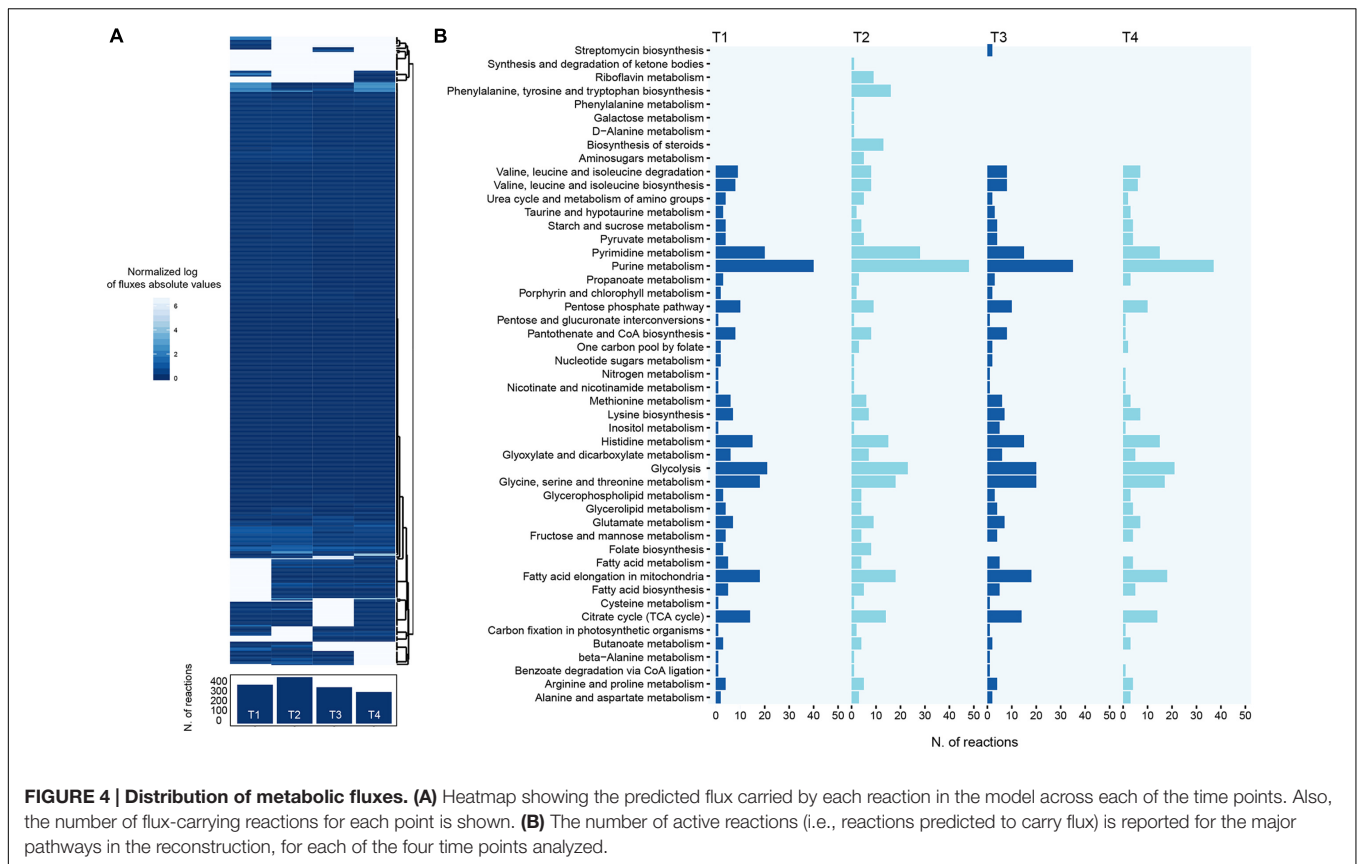 A
B
T1
T2
T3
T4
Streptomycin biosynthesis
Synthesis and degradation of ketone bodies
Riboflavin metabolism
Phenylalanine, tyrosine and tryptophan biosynthesis
Phenylalanine metabolism
Galactose metabolism
D−Alanine metabolism
Biosynthesis of steroids
Aminosugars metabolism
Valine, leucine and isoleucine degradation
Valine, leucine and isoleucine biosynthesis
Urea cycle and metabolism of amino groups
Taurine and hypotaurine metabolism
Starch and sucrose metabolism
Pyruvate metabolism
Pyrimidine metabolism
Purine metabolism
Propanoate metabolism
Porphyrin and chlorophyll metabolism
Pentose phosphate pathway
Pentose and glucuronate interconversions
Pantothenate and CoA biosynthesis
One carbon pool by folate
Nucleotide sugars metabolism
Nitrogen metabolism
Nicotinate and nicotinamide metabolism
Methionine metabolism
Lysine biosynthesis
Inositol metabolism
Histidine metabolism
Glyoxylate and dicarboxylate metabolism
Glycolysis
Glycine, serine and threonine metabolism
Glycerophospholipid metabolism
Glycerolipid metabolism
Glutamate metabolism
Fructose and mannose metabolism
Folate biosynthesis
Fatty acid metabolism
Fatty acid elongation in mitochondria
Fatty acid biosynthesis
Cysteine metabolism
Citrate cycle (TCA cycle)
Carbon fixation in photosynthetic organisms
Butanoate metabolism
beta−Alanine metabolism
Benzoate degradation via CoA ligation
Arginine and proline metabolism
Alanine and aspartate metabolism
0 10 20 30 40 50 0 10 20 30 40 50 0 10 20 30 40 50 0 10 20 30 40 50
N. of reactions
Normalized log
of fluxes absolute values
6
4
2
0
N. of reactions
400
300
200
100
0
T1 T2 T3 T4
FIGURE 4 | Distribution of metabolic fluxes. (A) Heatmap showing the predicted flux carried by each reaction in the model across each of the time points. Also,
the number of flux-carrying reactions for each point is shown. (B) The number of active reactions (i.e., reactions predicted to carry flux) is reported for the major
pathways in the reconstruction, for each of the four time points analyzed.